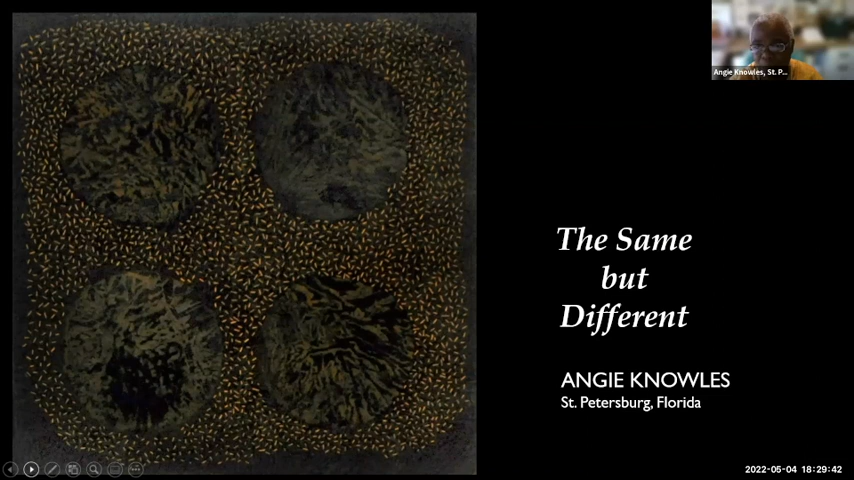 Angie Knowles, St. P...
The Same
but
Different
ANGIE KNOWLES
St. Petersburg, Florida
2022-05-04 18:29:42